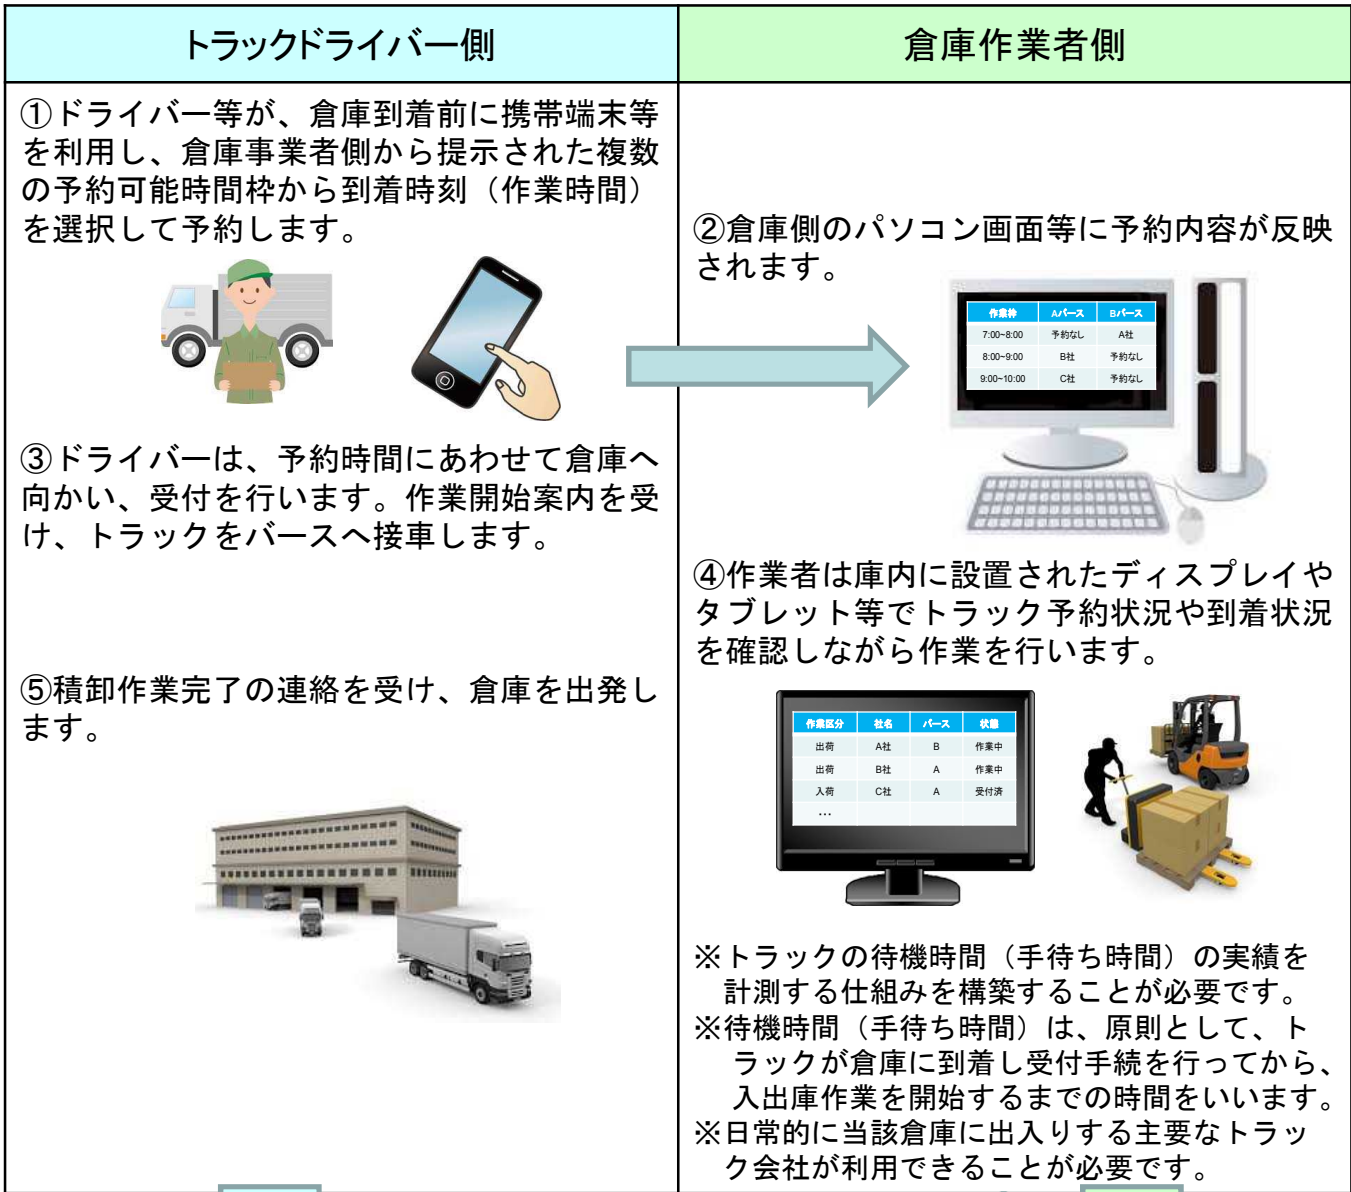 トラックドライバー側
倉庫作業者側
①ドライバー等が、倉庫到着前に携帯端末等
を利用し、倉庫事業者側から提示された複数
の予約可能時間枠から到着時刻（作業時間）
を選択して予約します。
②倉庫側のパソコン画面等に予約内容が反映
されます。
作業枠 Aバース Bバース
7:00~8:00 予約なし A社
8:00~9:00 B社 予約なし
9:00~10:00 C社 予約なし
③ドライバーは、予約時間にあわせて倉庫へ
向かい、受付を行います。作業開始案内を受
け、トラックをバースへ接車します。
④作業者は庫内に設置されたディスプレイや
タブレット等でトラック予約状況や到着状況
を確認しながら作業を行います。
⑤積卸作業完了の連絡を受け、倉庫を出発し
ます。
作業区分 社名 バース 状態
出荷 A社 B 作業中
出荷 B社 A 作業中
入荷 C社 A 受付済
…
※トラックの待機時間（手待ち時間）の実績を
計測する仕組みを構築することが必要です。
※待機時間（手待ち時間）は、原則として、ト
ラックが倉庫に到着し受付手続を行ってから、
入出庫作業を開始するまでの時間をいいます。
※日常的に当該倉庫に出入りする主要なトラッ
ク会社が利用できることが必要です。